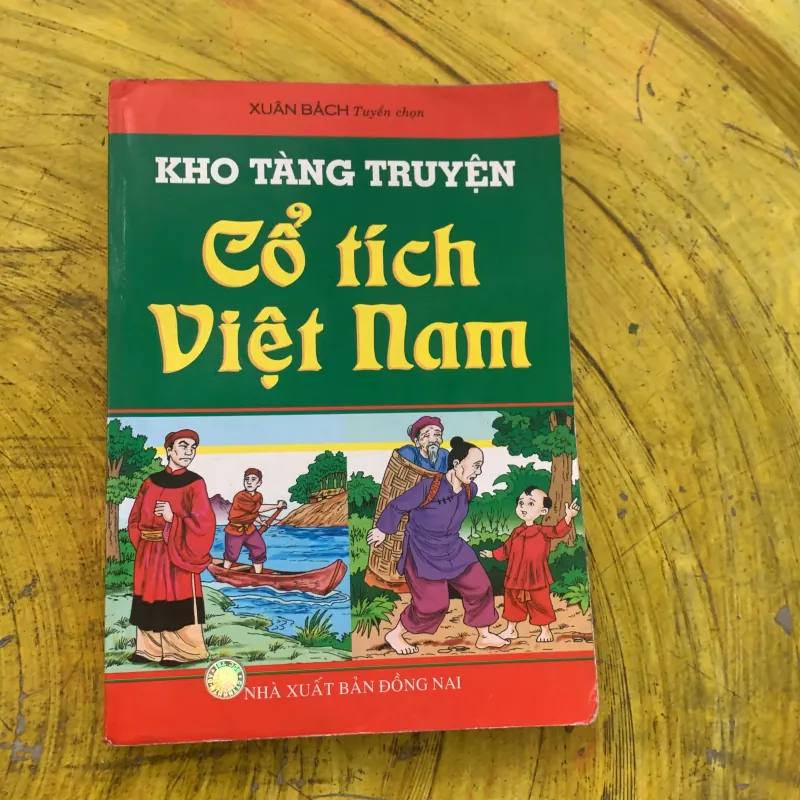 XUÂN BÁCH Tuyển chọn
KHO TÀNG TRUYỆN
Cổ tích
Việt Nam
NHÀ XUẤT BẢN ĐỒNG NAI